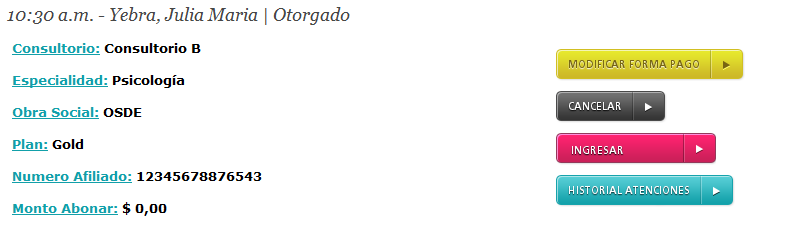 10:30 a.m. - Yebra, Julia Maria | Otorgado
Consultorio: Consultorio B
Especialidad: Psicología
Obra Social: OSDE
Plan: Gold
Numero Afiliado: 12345678876543
Monto Abonar: $ 0,00
MODIFICAR FORMA PAGO
CANCELAR
INGRESAR
HISTORIAL ATENCIONES